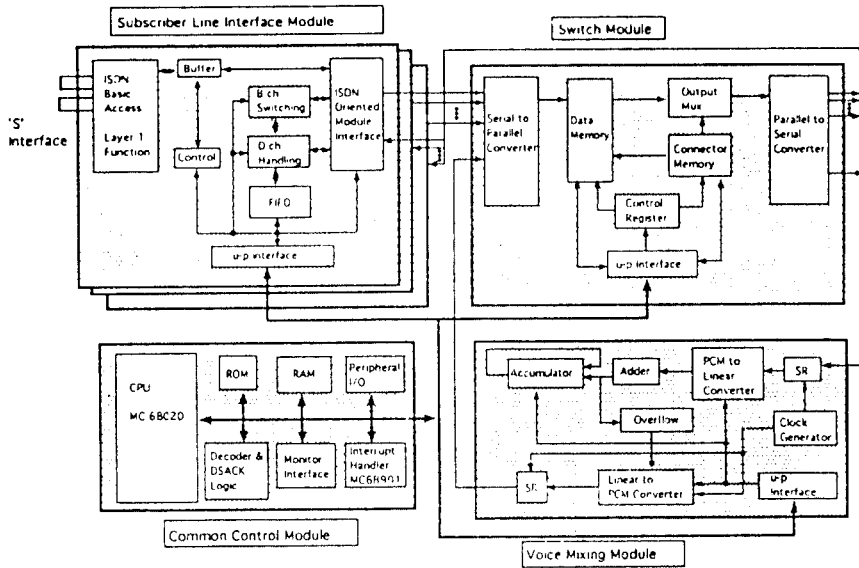 Subscriber Line Interface Module
Switch Module
'S'
Interface
ISDN
Basic
Access
Layer 1
Function
Buffer
Control
B ch
Switching
D ch
Handling
FIFO
u-p interface
ISDN
Oriented
Module
Interface
Serial to
Parallel
Converter
Data
Memory
Output
Mux
Connector
Memory
Control
Register
u-p Interface
Parallel to
Serial
Converter
CPU
MC 68C20
ROM
RAM
Peripheral
I/O
Decoder &
DSACK
Logic
Monitor
Interface
Interrupt
Handler
MC68901
Common Control Module
Accumulator
Adder
PCM to
Linear
Converter
SR
Overflow
Clock
Generator
SR
Linear to
PCM Converter
u-p
Interface
Voice Mixing Module